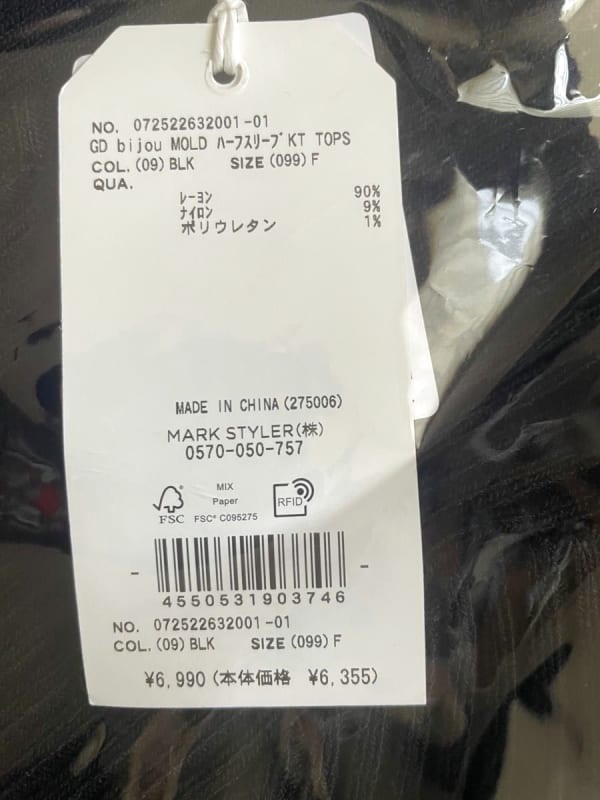 NO. 072522632001-01
GD bijou MOLD ﾊｰﾌｽﾘｰﾌﾞKT TOPS
COL. (09) BLK SIZE (099) F
QUA.
ﾚｰﾖﾝ 90%
ﾅｲﾛﾝ 9%
ポリウレタン 1%
MADE IN CHINA (275006)
MARK STYLER(株)
0570-050-757
MIX
Paper
FSC
FSC® C095275
RFID
4550531903746
NO. 072522632001-01
COL. (09) BLK SIZE (099) F
¥6,990 (本体価格 ¥6,355)